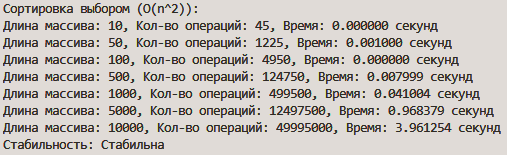 Сортировка выбором (O(n^2)):
Длина массива: 10, Кол-во операций: 45, Время: 0.000000 секунд
Длина массива: 50, Кол-во операций: 1225, Время: 0.001000 секунд
Длина массива: 100, Кол-во операций: 4950, Время: 0.000000 секунд
Длина массива: 500, Кол-во операций: 124750, Время: 0.007999 секунд
Длина массива: 1000, Кол-во операций: 499500, Время: 0.041004 секунд
Длина массива: 5000, Кол-во операций: 12497500, Время: 0.968379 секунд
Длина массива: 10000, Кол-во операций: 49995000, Время: 3.961254 секунд
Стабильность: Стабильна